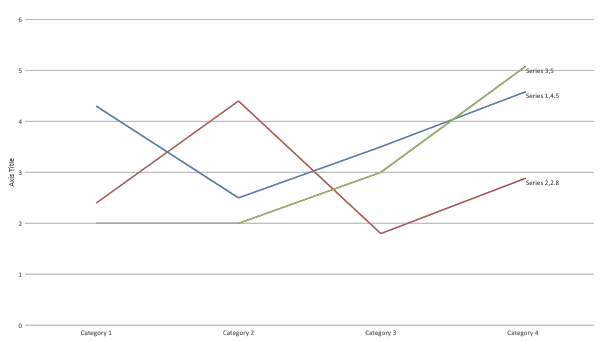 6
5
Series 3,5
Series 1,4.5
4
Axis Title
3
Series 2,2.8
2
1
0
Category 1 Category 2 Category 3 Category 4